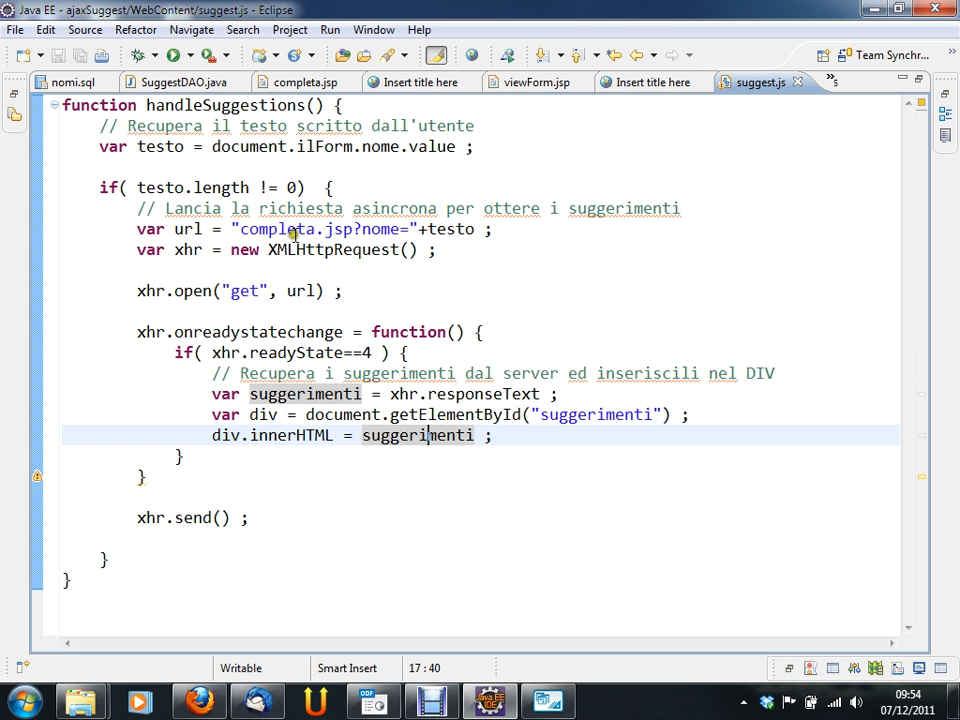 Java EE - ajaxSuggest/WebContent/suggest.js - Eclipse
File Edit Source Refactor Navigate Search Project Run Window Help
Team Synchr... »
nomi.sql SuggestDAO.java completa.jsp Insert title here viewForm.jsp Insert title here suggest.js »5
function handleSuggestions() {
// Recupera il testo scritto dall'utente
var testo = document.ilForm.nome.value ;
if( testo.length != 0) {
// Lancia la richiesta asincrona per ottere i suggerimenti
var url = "completa.jsp?nome="+testo ;
var xhr = new XMLHttpRequest() ;
xhr.open("get", url) ;
xhr.onreadystatechange = function() {
if( xhr.readyState==4 ) {
// Recupera i suggerimenti dal server ed inseriscili nel DIV
var suggerimenti = xhr.responseText ;
var div = document.getElementById("suggerimenti") ;
div.innerHTML = suggerimenti ;
}
}
xhr.send() ;
}
}
Writable Smart Insert 17 : 40
ODF Java EE IDE 09:54
07/12/2011